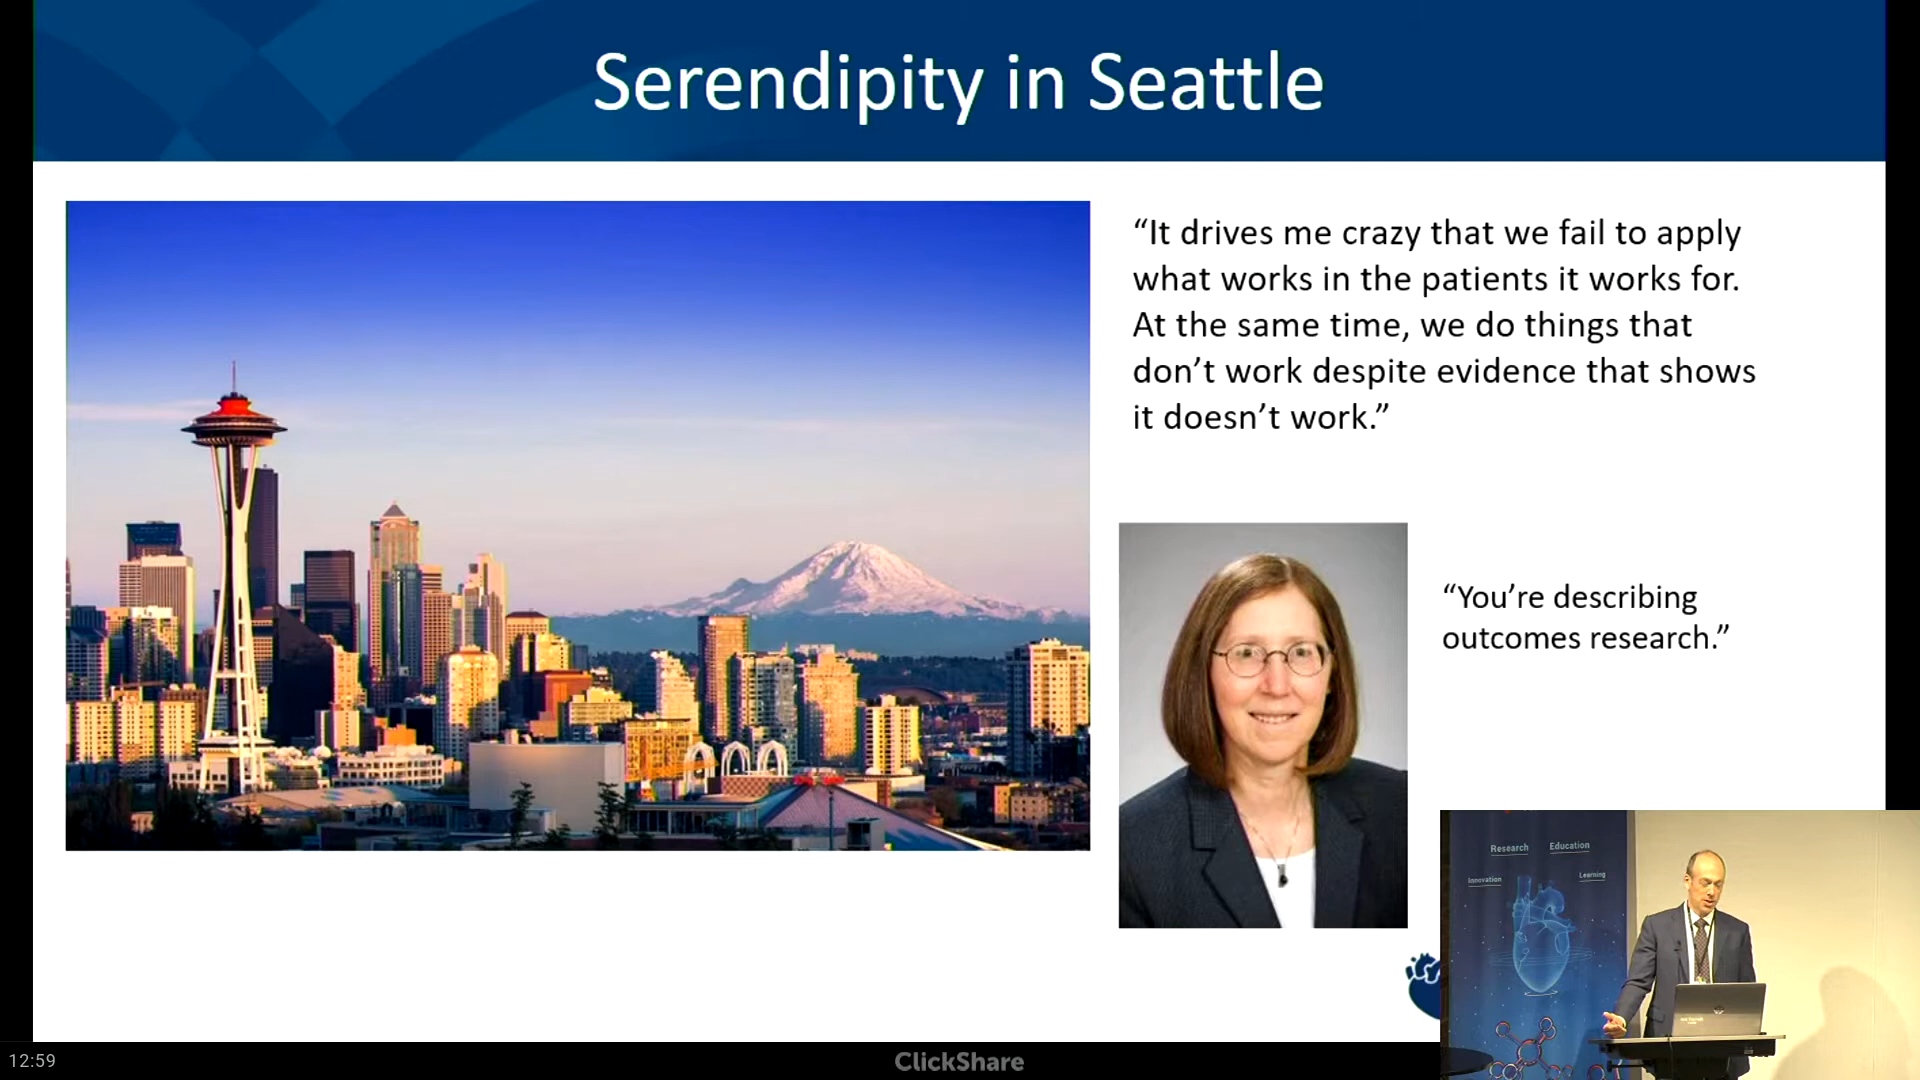 Serendipity in Seattle
“It drives me crazy that we fail to apply
what works in the patients it works for.
At the same time, we do things that
don’t work despite evidence that shows
it doesn’t work.”
“You’re describing
outcomes research.”
Research
Education
Innovation
Learning
12:59
ClickShare